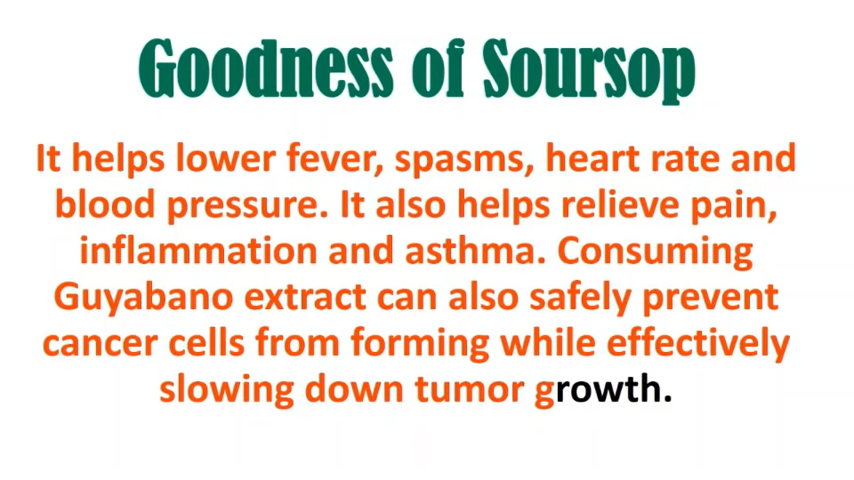 Goodness of Soursop
It helps lower fever, spasms, heart rate and
blood pressure. It also helps relieve pain,
inflammation and asthma. Consuming
Guyabano extract can also safely prevent
cancer cells from forming while effectively
slowing down tumor growth.